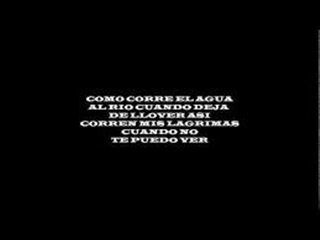 COMO CORRE EL AGUA
AL RIO CUANDO DEJA
DE LLOVER ASI
CORREN MIS LAGRIMAS
CUANDO NO
TE PUEDO VER